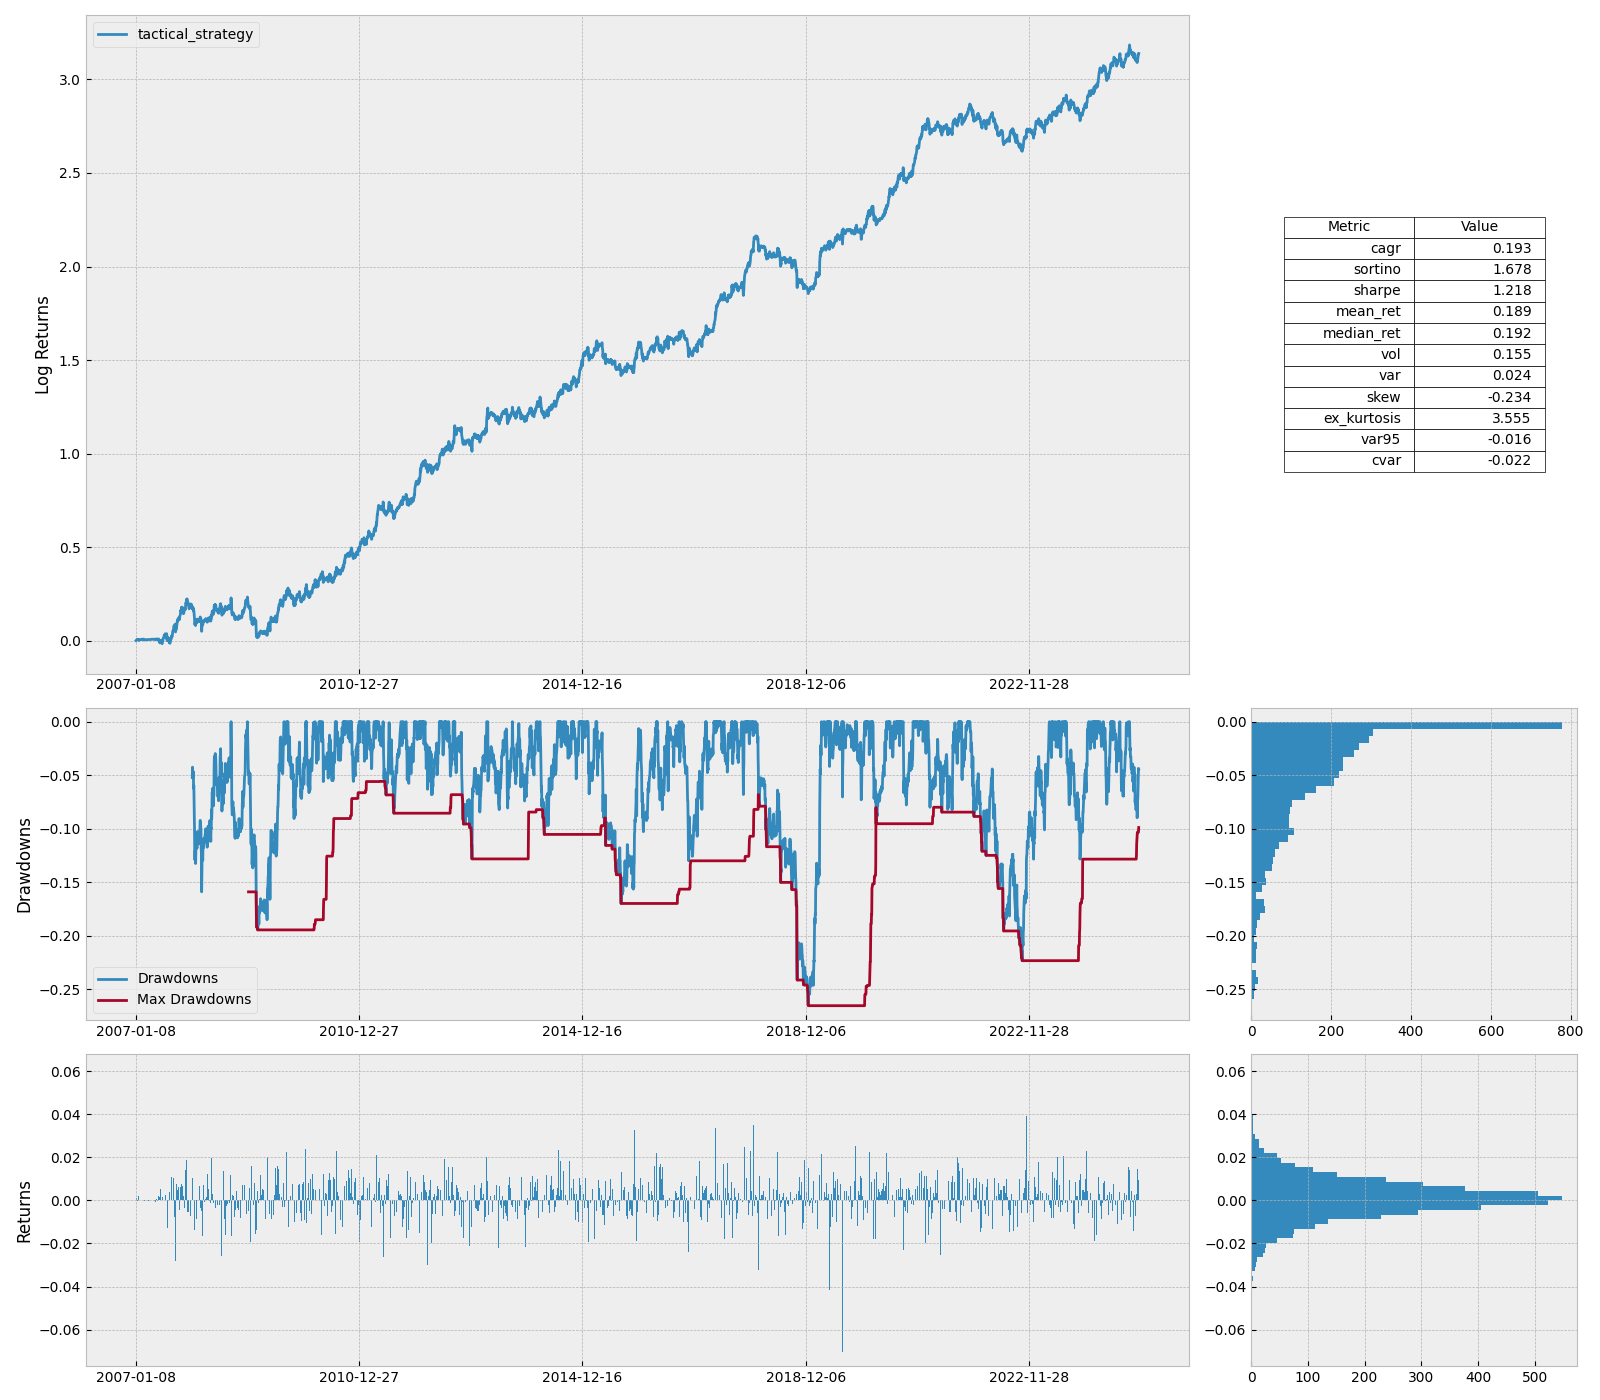 tactical_strategy
3.0
2.5
2.0
1.5
1.0
0.5
0.0
Log Returns
2007-01-08 2010-12-27 2014-12-16 2018-12-06 2022-11-28
Metric Value
cagr 0.193
sortino 1.678
sharpe 1.218
mean_ret 0.189
median_ret 0.192
vol 0.155
var 0.024
skew -0.234
ex_kurtosis 3.555
var95 -0.016
cvar -0.022
0.00
−0.05
−0.10
−0.15
−0.20
−0.25
Drawdowns
Drawdowns
Max Drawdowns
2007-01-08 2010-12-27 2014-12-16 2018-12-06 2022-11-28
0.00
−0.05
−0.10
−0.15
−0.20
−0.25
0 200 400 600 800
0.06
0.04
0.02
0.00
−0.02
−0.04
−0.06
Returns
2007-01-08 2010-12-27 2014-12-16 2018-12-06 2022-11-28
0.06
0.04
0.02
0.00
−0.02
−0.04
−0.06
0 100 200 300 400 500